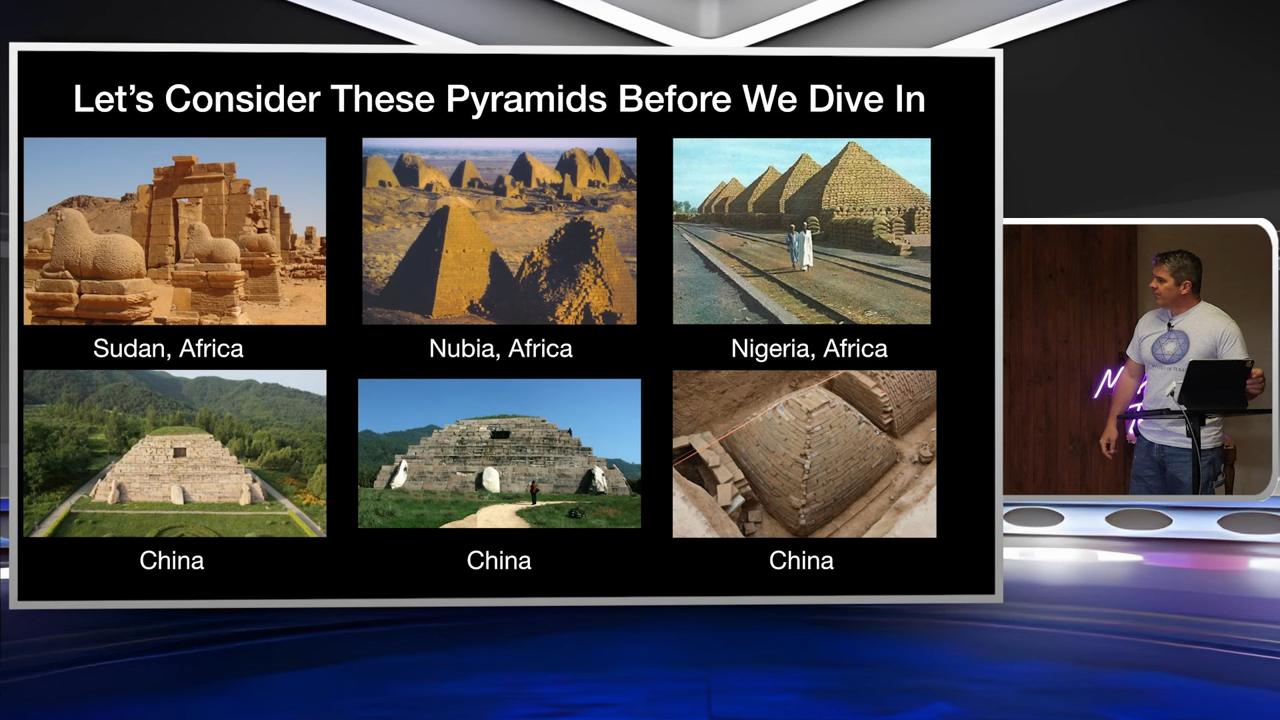 Let's Consider These Pyramids Before We Dive In
Sudan, Africa
Nubia, Africa
Nigeria, Africa
China
China
China